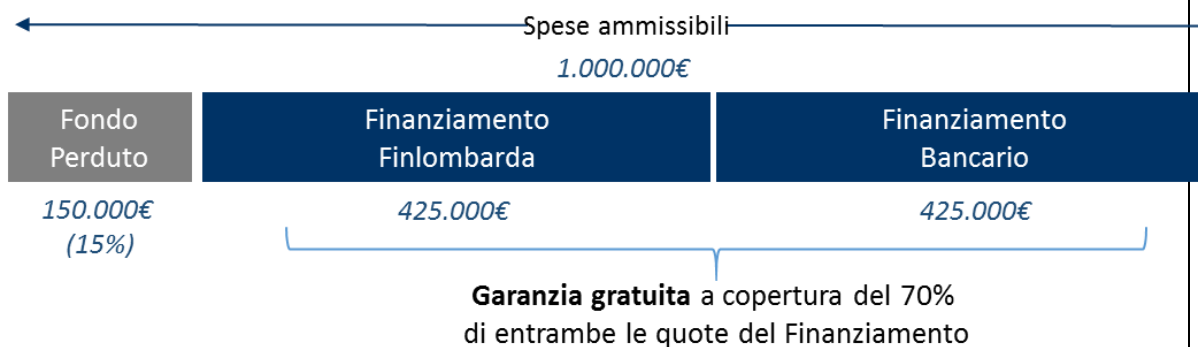 Spese ammissibili
1.000.000€
Fondo
Perduto
Finanziamento
Finlombarda
Finanziamento
Bancario
150.000€
(15%)
425.000€
425.000€
Garanzia gratuita a copertura del 70%
di entrambe le quote del Finanziamento